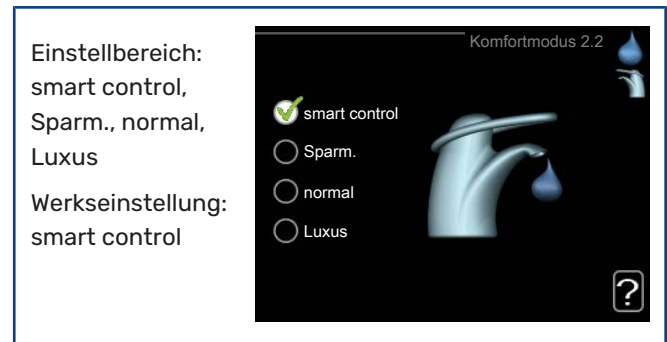 Einstellbereich:
smart control,
Sparm., normal,
Luxus
Werkseinstellung:
smart control
Komfortmodus 2.2
smart control
Sparm.
normal
Luxus
?